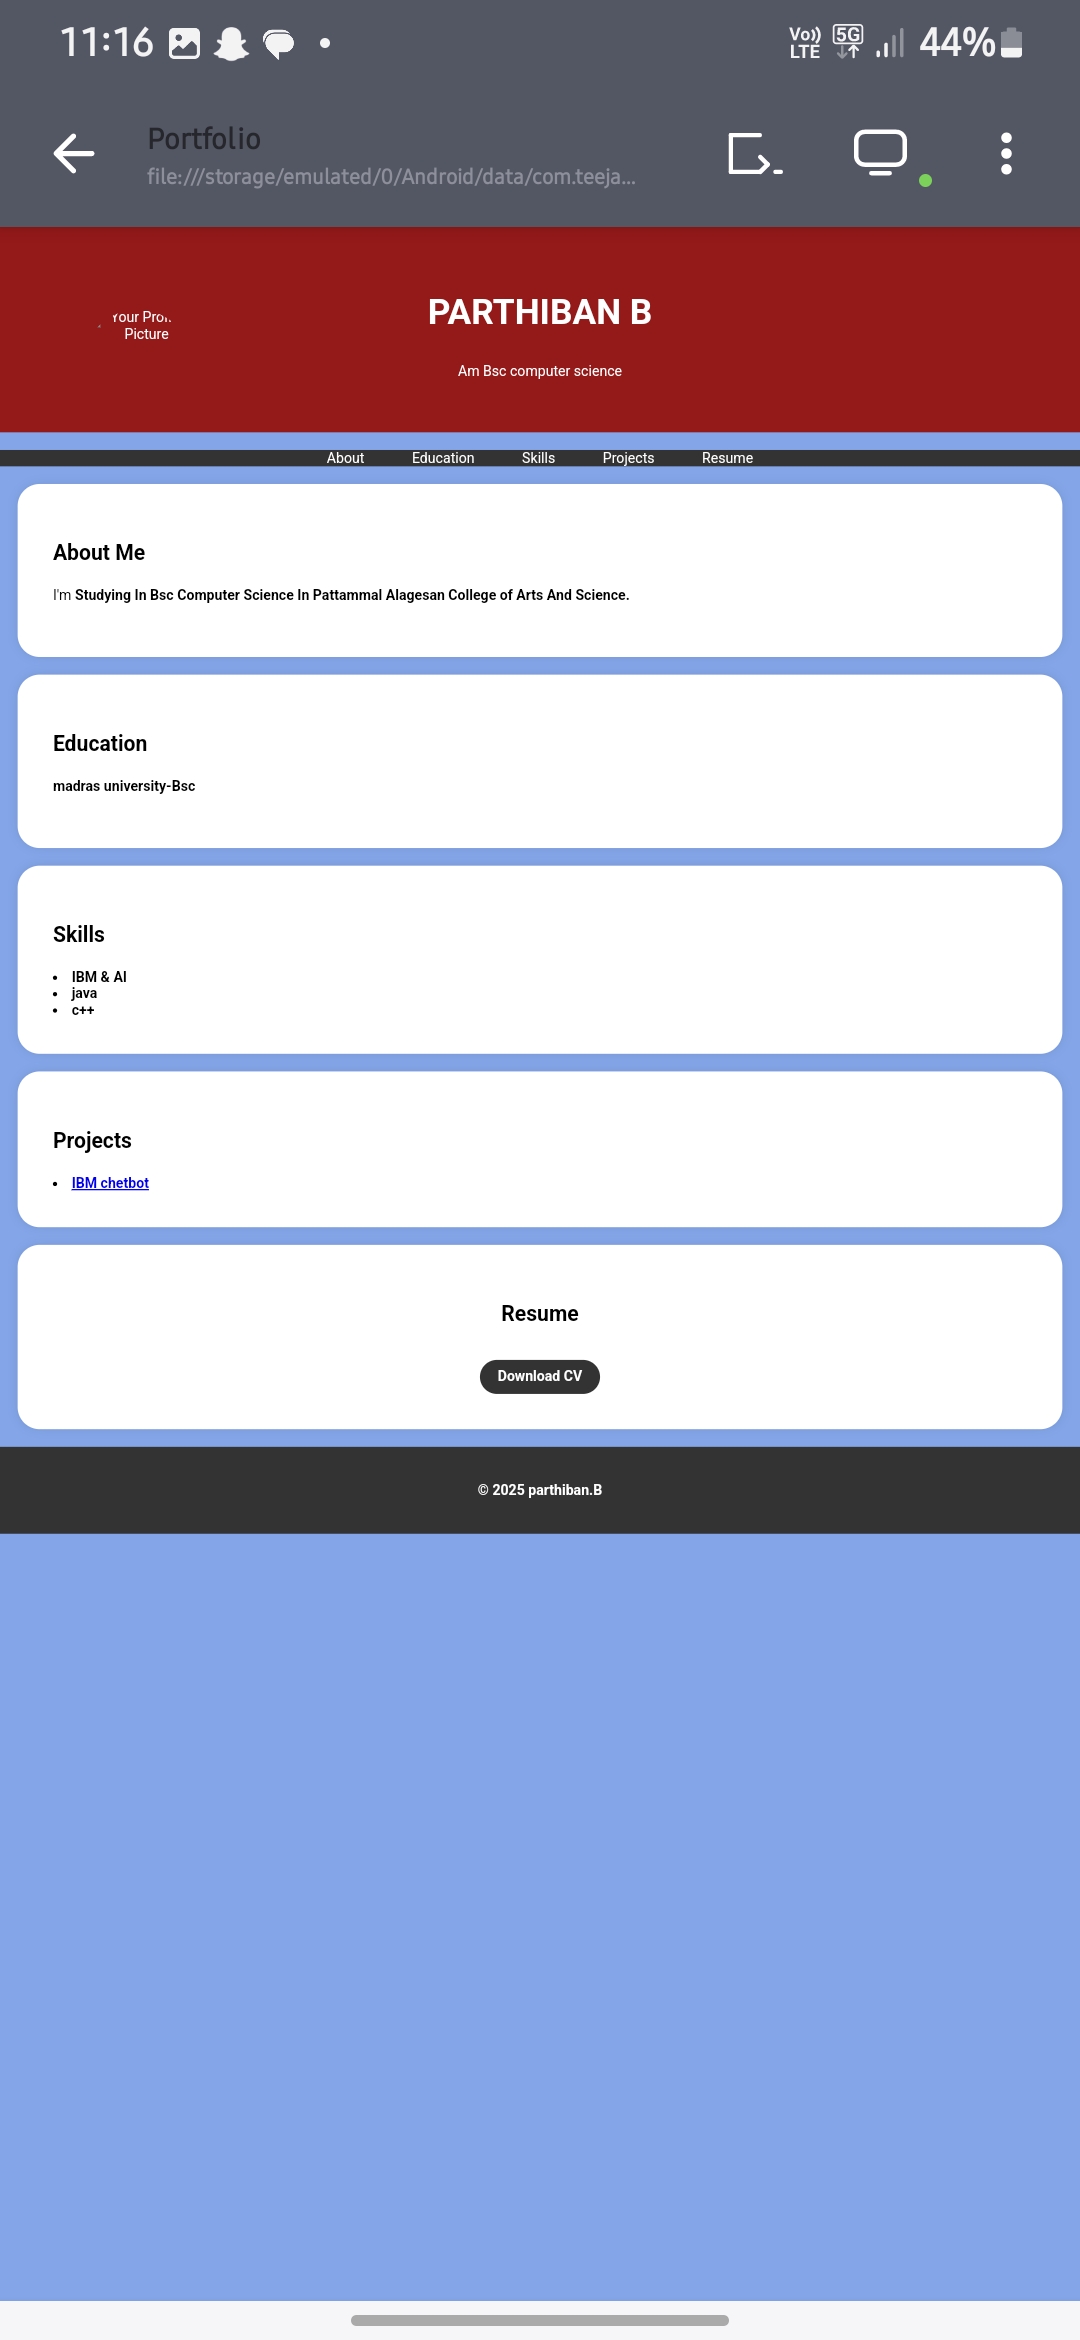 11:16
Vo)) LTE 5G 44%
Portfolio
file:///storage/emulated/0/Android/data/com.teeja...
PARTHIBAN B
Picture
Am Bsc computer science
About Education Skills Projects Resume
About Me
I'm Studying In Bsc Computer Science In Pattammal Alagesan College of Arts And Science.
Education
madras university-Bsc
Skills
• IBM & AI
• java
• c++
Projects
• IBM chetbot
Resume
Download CV
© 2025 parthiban.B